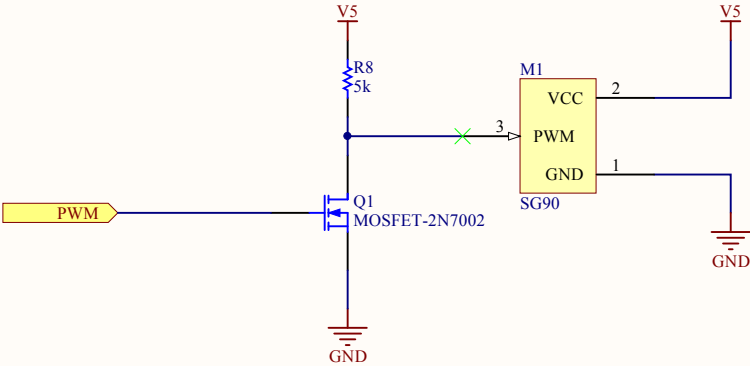 V5
V5
R8
5k
M1
VCC
2
3
PWM
GND
1
SG90
PWM
Q1
MOSFET-2N7002
GND
GND